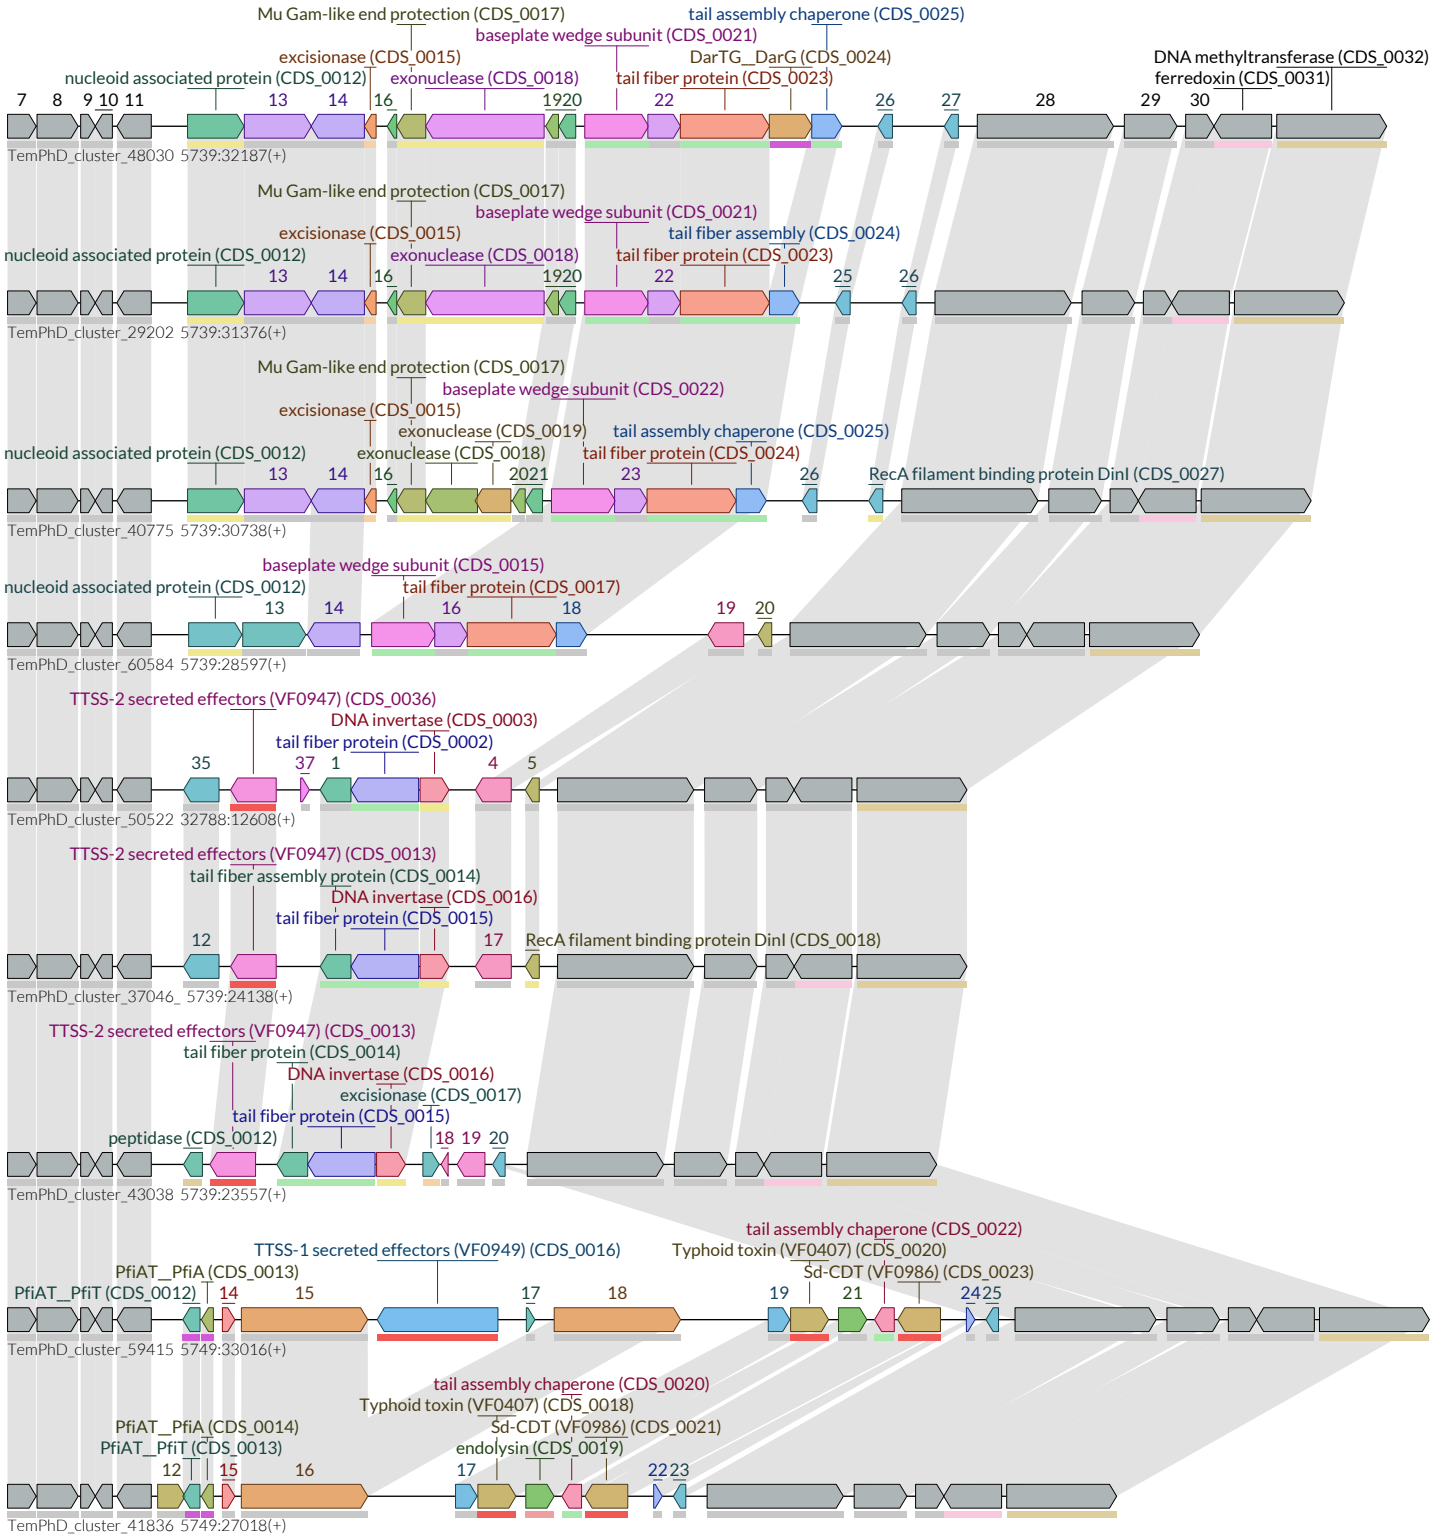 Mu Gam-like end protection (CDS_0017) tail assembly chaperone (CDS_0025)
baseplate wedge subunit (CDS_0021)
excisionase (CDS_0015) DarTG__DarG (CDS_0024) DNA methyltransferase (CDS_0032)
nucleoid associated protein (CDS_0012) exonuclease (CDS_0018) tail fiber protein (CDS_0023) ferredoxin (CDS_0031)
7 8 9 10 11 13 14 16 19 20 22 26 27 28 29 30
TemPhD_cluster_48030 5739:32187(+)
Mu Gam-like end protection (CDS_0017)
baseplate wedge subunit (CDS_0021)
excisionase (CDS_0015) tail fiber assembly (CDS_0024)
nucleoid associated protein (CDS_0012) exonuclease (CDS_0018) tail fiber protein (CDS_0023)
13 14 16 19 20 22 25 26
TemPhD_cluster_29202 5739:31376(+)
Mu Gam-like end protection (CDS_0017)
baseplate wedge subunit (CDS_0022)
excisionase (CDS_0015)
exonuclease (CDS_0019) tail assembly chaperone (CDS_0025)
nucleoid associated protein (CDS_0012) exonuclease (CDS_0018) tail fiber protein (CDS_0024)
13 14 16 20 21 23 26 RecA filament binding protein DinI (CDS_0027)
TemPhD_cluster_40775 5739:30738(+)
baseplate wedge subunit (CDS_0015)
nucleoid associated protein (CDS_0012) tail fiber protein (CDS_0017)
13 14 16 18 19 20
TemPhD_cluster_60584 5739:28597(+)
TTSS-2 secreted effectors (VF0947) (CDS_0036)
DNA invertase (CDS_0003)
tail fiber protein (CDS_0002)
35 37 1 4 5
TemPhD_cluster_50522 32788:12608(+)
TTSS-2 secreted effectors (VF0947) (CDS_0013)
tail fiber assembly protein (CDS_0014)
DNA invertase (CDS_0016)
tail fiber protein (CDS_0015)
12 17 RecA filament binding protein DinI (CDS_0018)
TemPhD_cluster_37046_ 5739:24138(+)
TTSS-2 secreted effectors (VF0947) (CDS_0013)
tail fiber protein (CDS_0014)
DNA invertase (CDS_0016)
excisionase (CDS_0017)
tail fiber protein (CDS_0015)
peptidase (CDS_0012) 18 19 20
TemPhD_cluster_43038 5739:23557(+)
tail assembly chaperone (CDS_0022)
TTSS-1 secreted effectors (VF0949) (CDS_0016) Typhoid toxin (VF0407) (CDS_0020)
PfiAT__PfiA (CDS_0013) Sd-CDT (VF0986) (CDS_0023)
PfiAT__PfiT (CDS_0012) 14 15 17 18 19 21 24 25
TemPhD_cluster_59415 5749:33016(+)
tail assembly chaperone (CDS_0020)
Typhoid toxin (VF0407) (CDS_0018)
PfiAT__PfiA (CDS_0014) Sd-CDT (VF0986) (CDS_0021)
PfiAT__PfiT (CDS_0013) endolysin (CDS_0019)
12 15 16 17 22 23
TemPhD_cluster_41836 5749:27018(+)